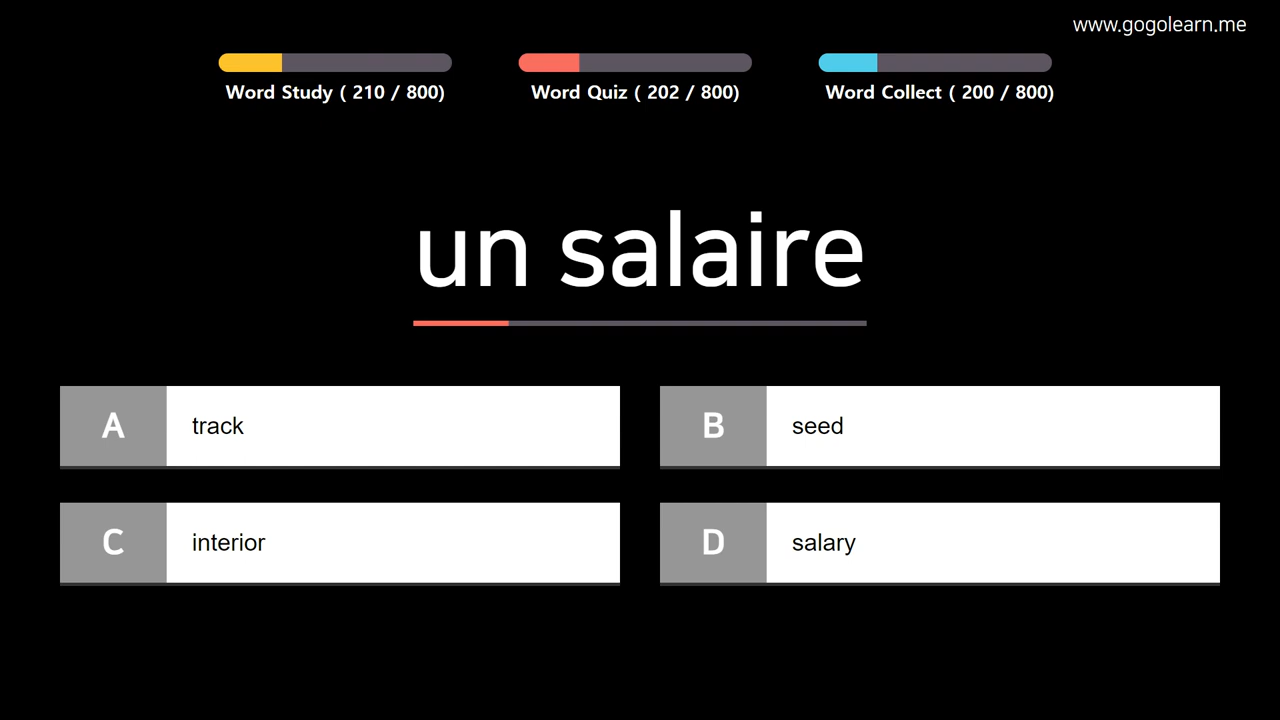 www.gogolearn.me
Word Study ( 210 / 800)
Word Quiz ( 202 / 800)
Word Collect ( 200 / 800)
un salaire
A track
B seed
C interior
D salary